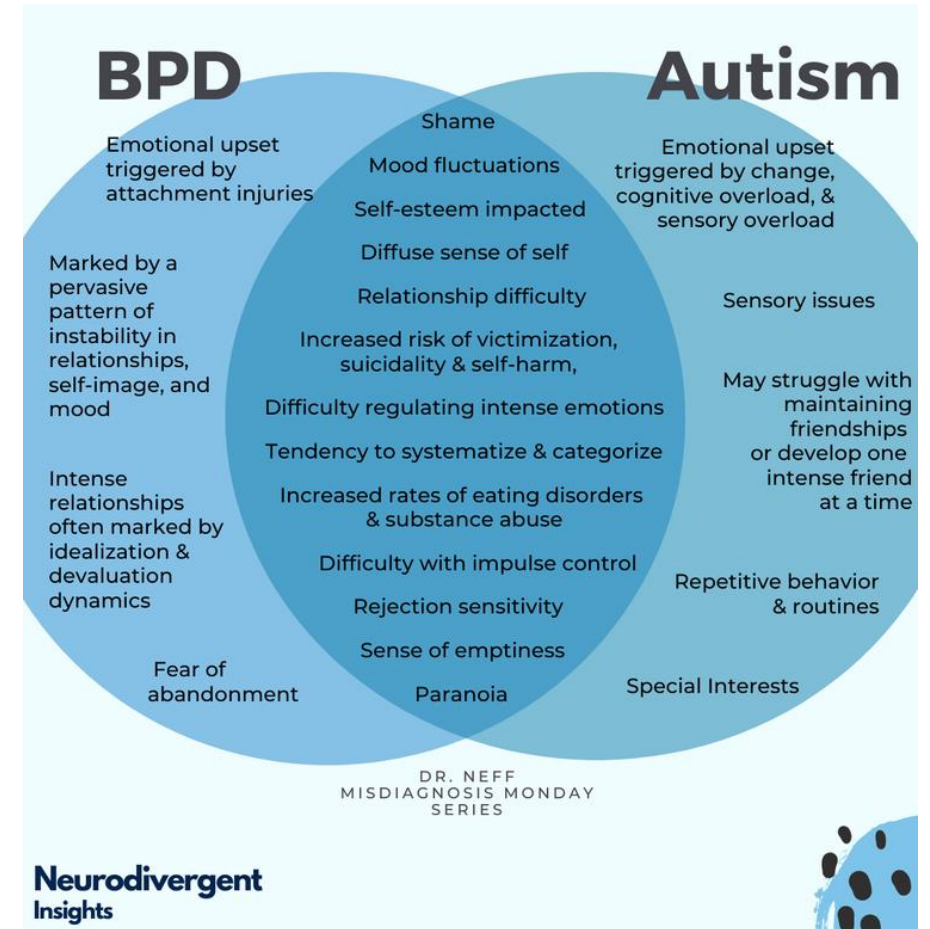 BPD
Autism
Emotional upset
triggered by
attachment injuries
Marked by a
pervasive
pattern of
instability in
relationships,
self-image, and
mood
Intense
relationships
often marked by
idealization &
devaluation
dynamics
Fear of
abandonment
Shame
Mood fluctuations
Self-esteem impacted
Diffuse sense of self
Relationship difficulty
Increased risk of victimization,
suicidality & self-harm,
Difficulty regulating intense emotions
Tendency to systematize & categorize
Increased rates of eating disorders
& substance abuse
Difficulty with impulse control
Rejection sensitivity
Sense of emptiness
Paranoia
Emotional upset
triggered by change,
cognitive overload, &
sensory overload
Sensory issues
May struggle with
maintaining
friendships
or develop one
intense friend
at a time
Repetitive behavior
& routines
Special Interests
DR. NEFF
MISDIAGNOSIS MONDAY
SERIES
Neurodivergent
Insights